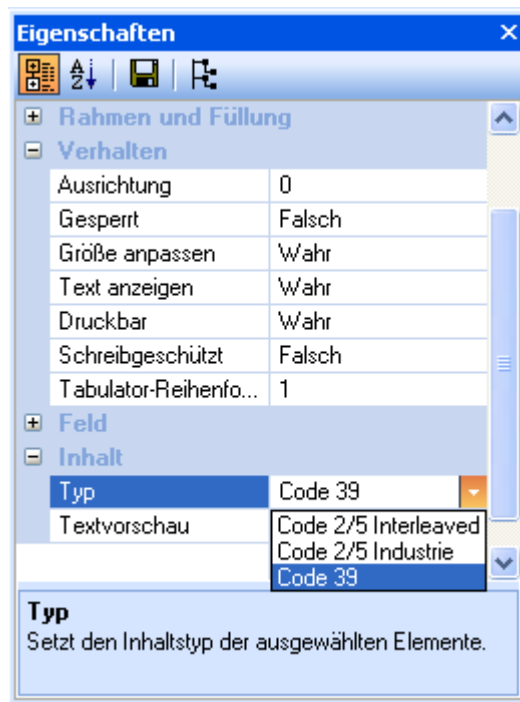 Eigenschaften
Rahmen und Füllung
Verhalten
Ausrichtung 0
Gesperrt Falsch
Größe anpassen Wahr
Text anzeigen Wahr
Druckbar Wahr
Schreibgeschützt Falsch
Tabulator-Reihenfo... 1
Feld
Inhalt
Typ Code 39
Textvorschau
Code 2/5 Interleaved
Code 2/5 Industrie
Code 39
Typ
Setzt den Inhaltstyp der ausgewählten Elemente.